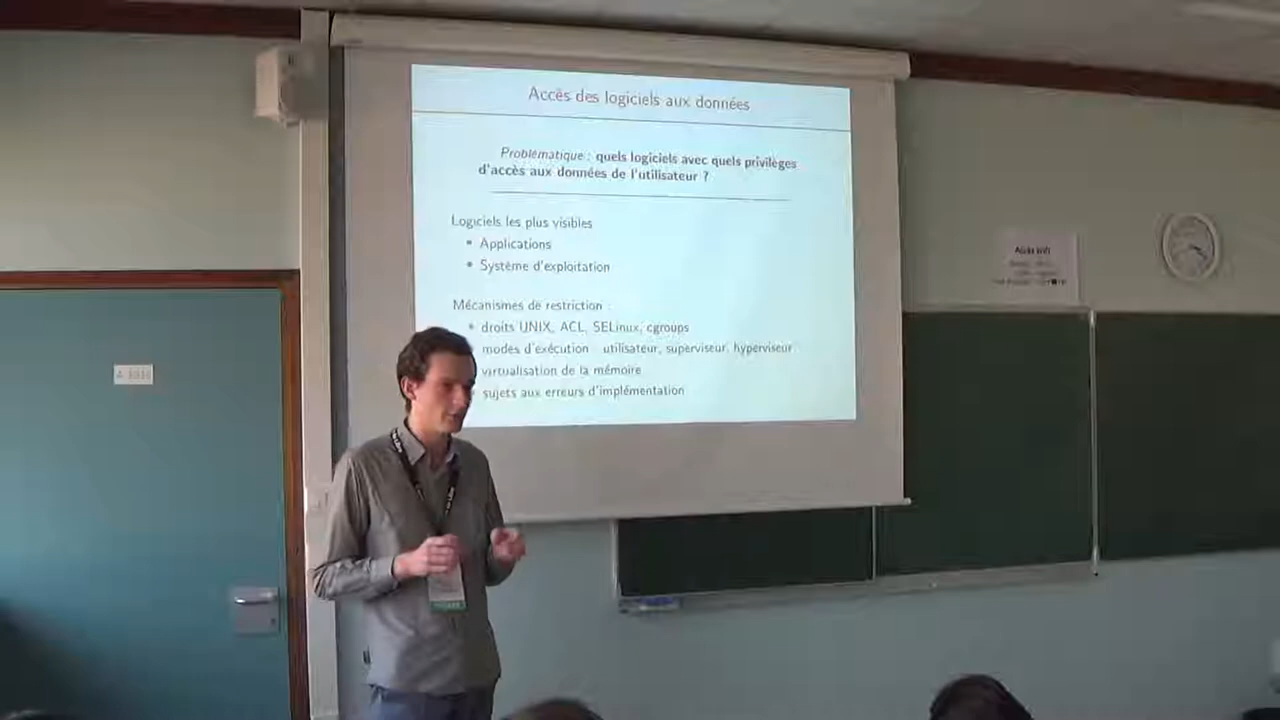 Accès des logiciels aux données
Problématique : quels logiciels avec quels privilèges
d'accès aux données de l'utilisateur ?
Logiciels les plus visibles
Applications
Système d'exploitation
Mécanismes de restriction :
droits UNIX, ACL, SELinux, cgroups
modes d'exécution : utilisateur, superviseur, hyperviseur
virtualisation de la mémoire
sujets aux erreurs d'implémentation